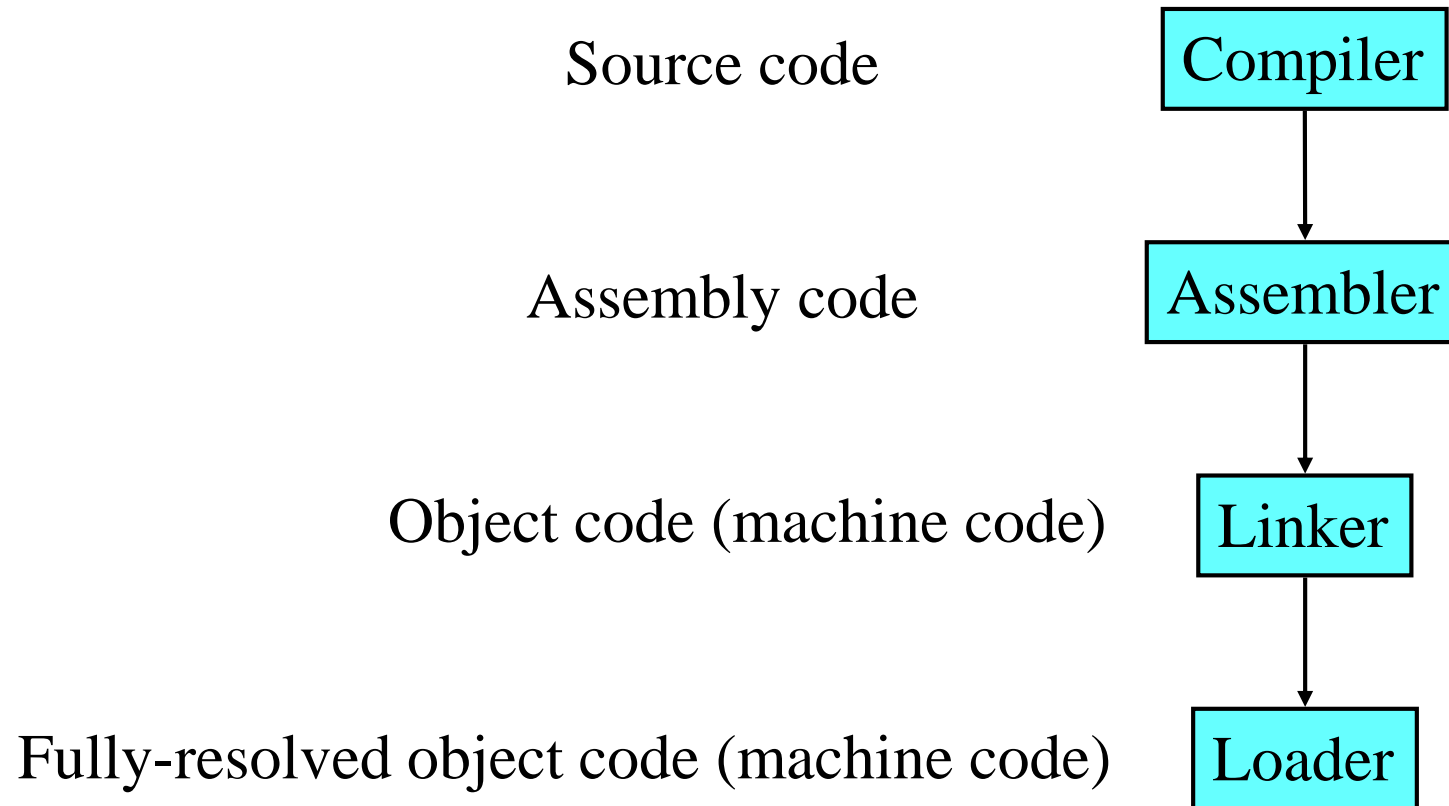 Source code Compiler
Assembly code Assembler
Object code (machine code) Linker
Fully-resolved object code (machine code) Loader